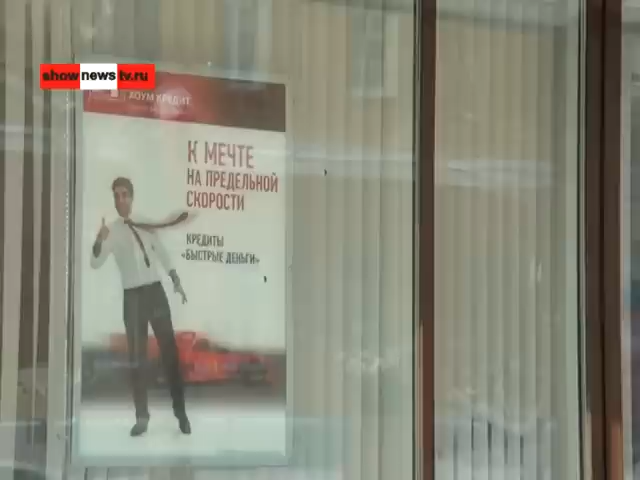 shownewstv.ru
ХОУМ КРЕДИТ
К МЕЧТЕ
НА ПРЕДЕЛЬНОЙ
СКОРОСТИ
КРЕДИТЫ
«БЫСТРЫЕ ДЕНЬГИ»